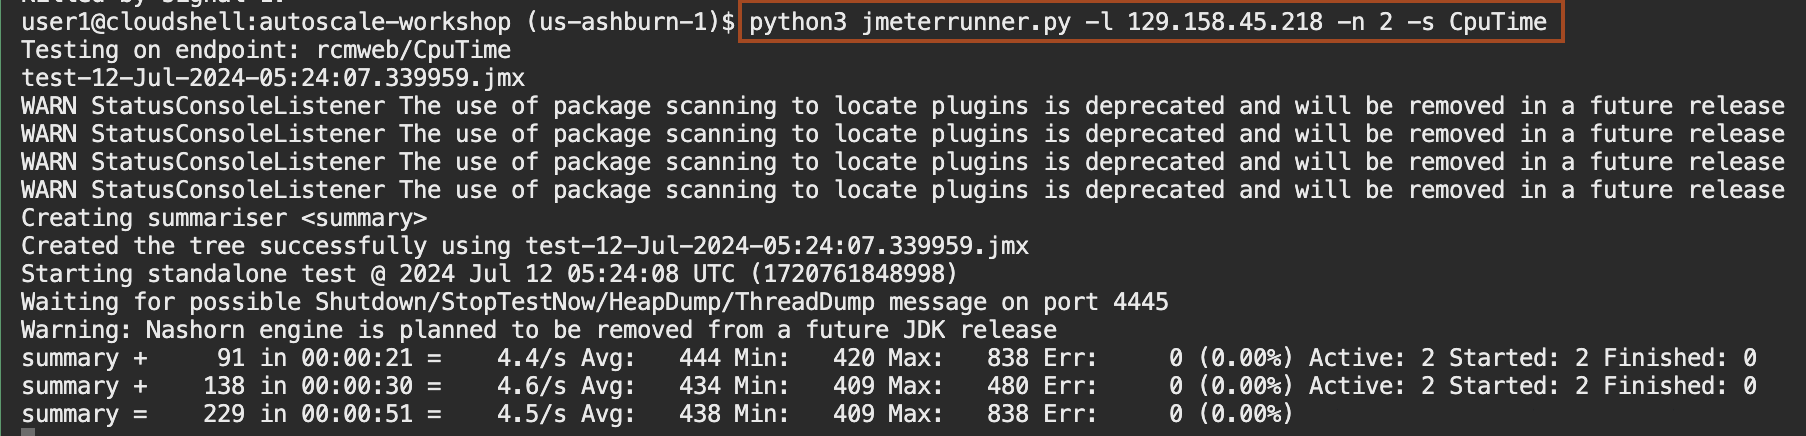 user1@cloudshell:autoscale-workshop (us-ashburn-1)$ python3 jmeterrunner.py -l 129.158.45.218 -n 2 -s CpuTime
Testing on endpoint: rcmweb/CpuTime
test-12-Jul-2024-05:24:07.339959.jmx
WARN StatusConsoleListener The use of package scanning to locate plugins is deprecated and will be removed in a future release
WARN StatusConsoleListener The use of package scanning to locate plugins is deprecated and will be removed in a future release
WARN StatusConsoleListener The use of package scanning to locate plugins is deprecated and will be removed in a future release
WARN StatusConsoleListener The use of package scanning to locate plugins is deprecated and will be removed in a future release
Creating summariser <summary>
Created the tree successfully using test-12-Jul-2024-05:24:07.339959.jmx
Starting standalone test @ 2024 Jul 12 05:24:08 UTC (1720761848998)
Waiting for possible Shutdown/StopTestNow/HeapDump/ThreadDump message on port 4445
Warning: Nashorn engine is planned to be removed from a future JDK release
summary +     91 in 00:00:21 =    4.4/s Avg:   444 Min:   420 Max:   838 Err:     0 (0.00%) Active: 2 Started: 2 Finished: 0
summary +    138 in 00:00:30 =    4.6/s Avg:   434 Min:   409 Max:   480 Err:     0 (0.00%) Active: 2 Started: 2 Finished: 0
summary =    229 in 00:00:51 =    4.5/s Avg:   438 Min:   409 Max:   838 Err:     0 (0.00%)